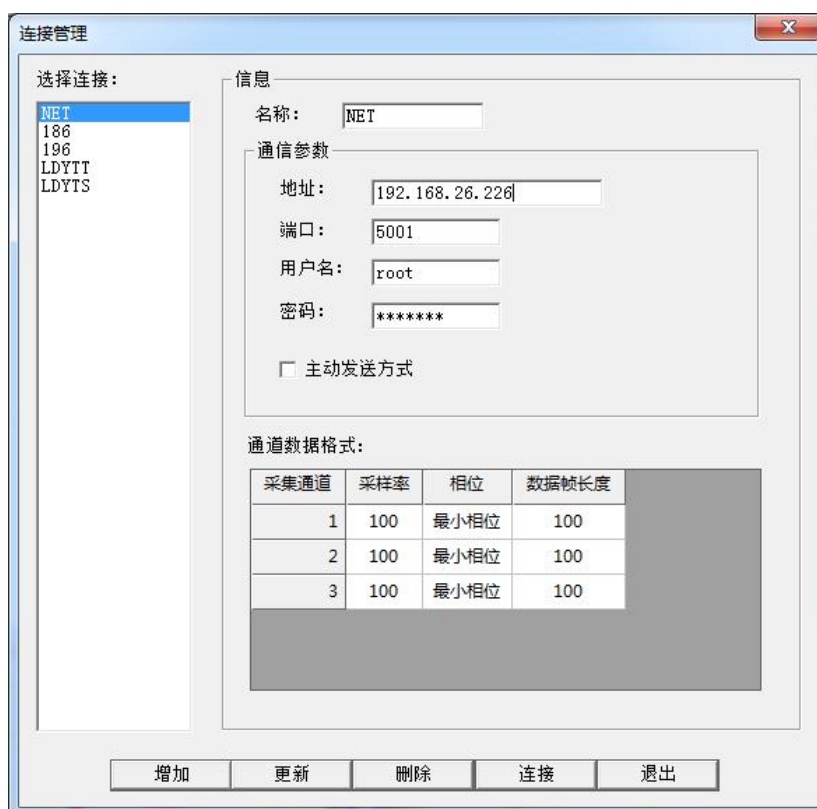 连接管理
选择连接：
NET
186
196
LDYTT
LDYTS
信息
名称：
NET
通信参数
地址：
192.168.26.226
端口：
5001
用户名：
root
密码：
*******
主动发送方式
通道数据格式：
采集通道 采样率 相位 数据帧长度
1 100 最小相位 100
2 100 最小相位 100
3 100 最小相位 100
增加 更新 删除 连接 退出